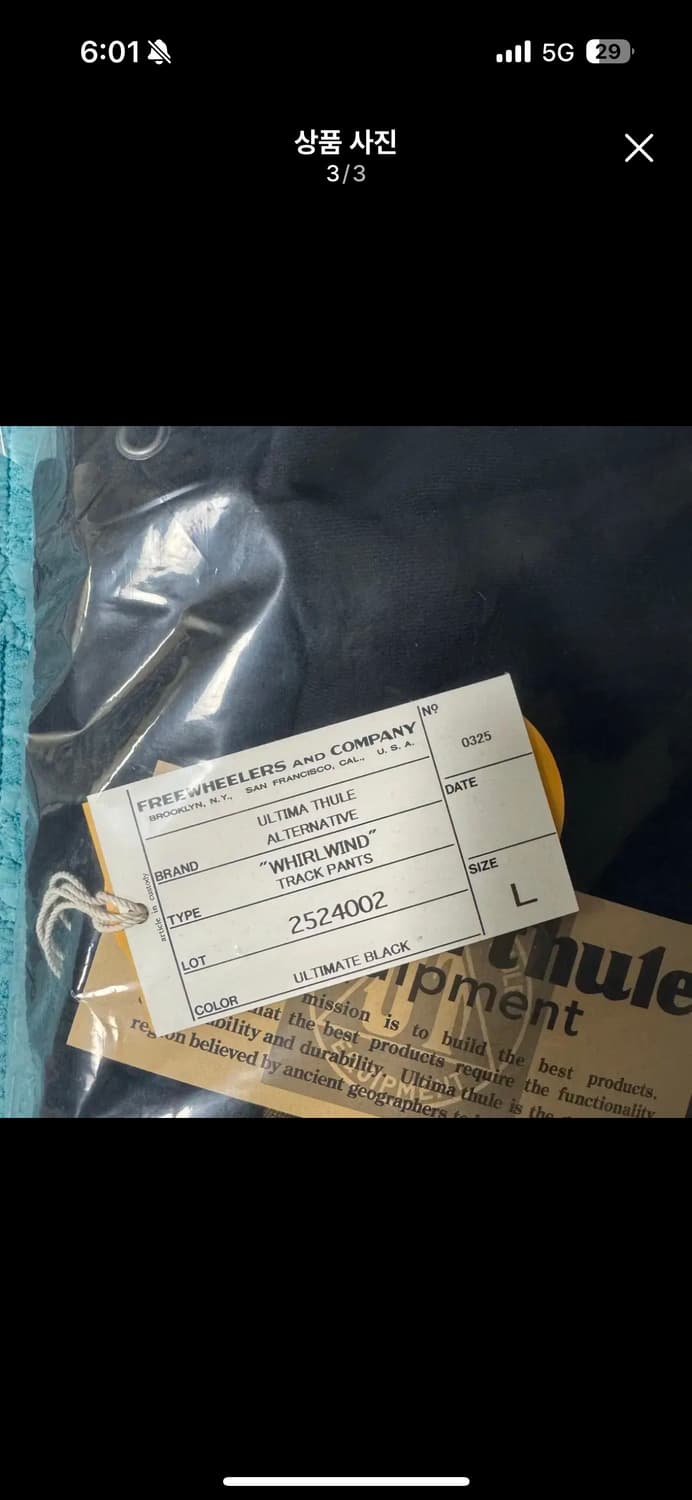 6:01
5G 29
상품 사진
3/3
FREEWHEELERS AND COMPANY
BROOKLYN, N.Y., SAN FRANCISCO, CAL., U. S. A.
Nº
0325
BRAND
ULTIMA THULE
ALTERNATIVE
DATE
TYPE
"WHIRLWIND"
TRACK PANTS
SIZE
L
LOT
2524002
COLOR
ULTIMATE BLACK
article in custody
thule
ipment
mission is to build the best products.
hat the best products require the functionality
bility and durability. Ultima thule is the
region believed by ancient geographers
EQUIPMENT